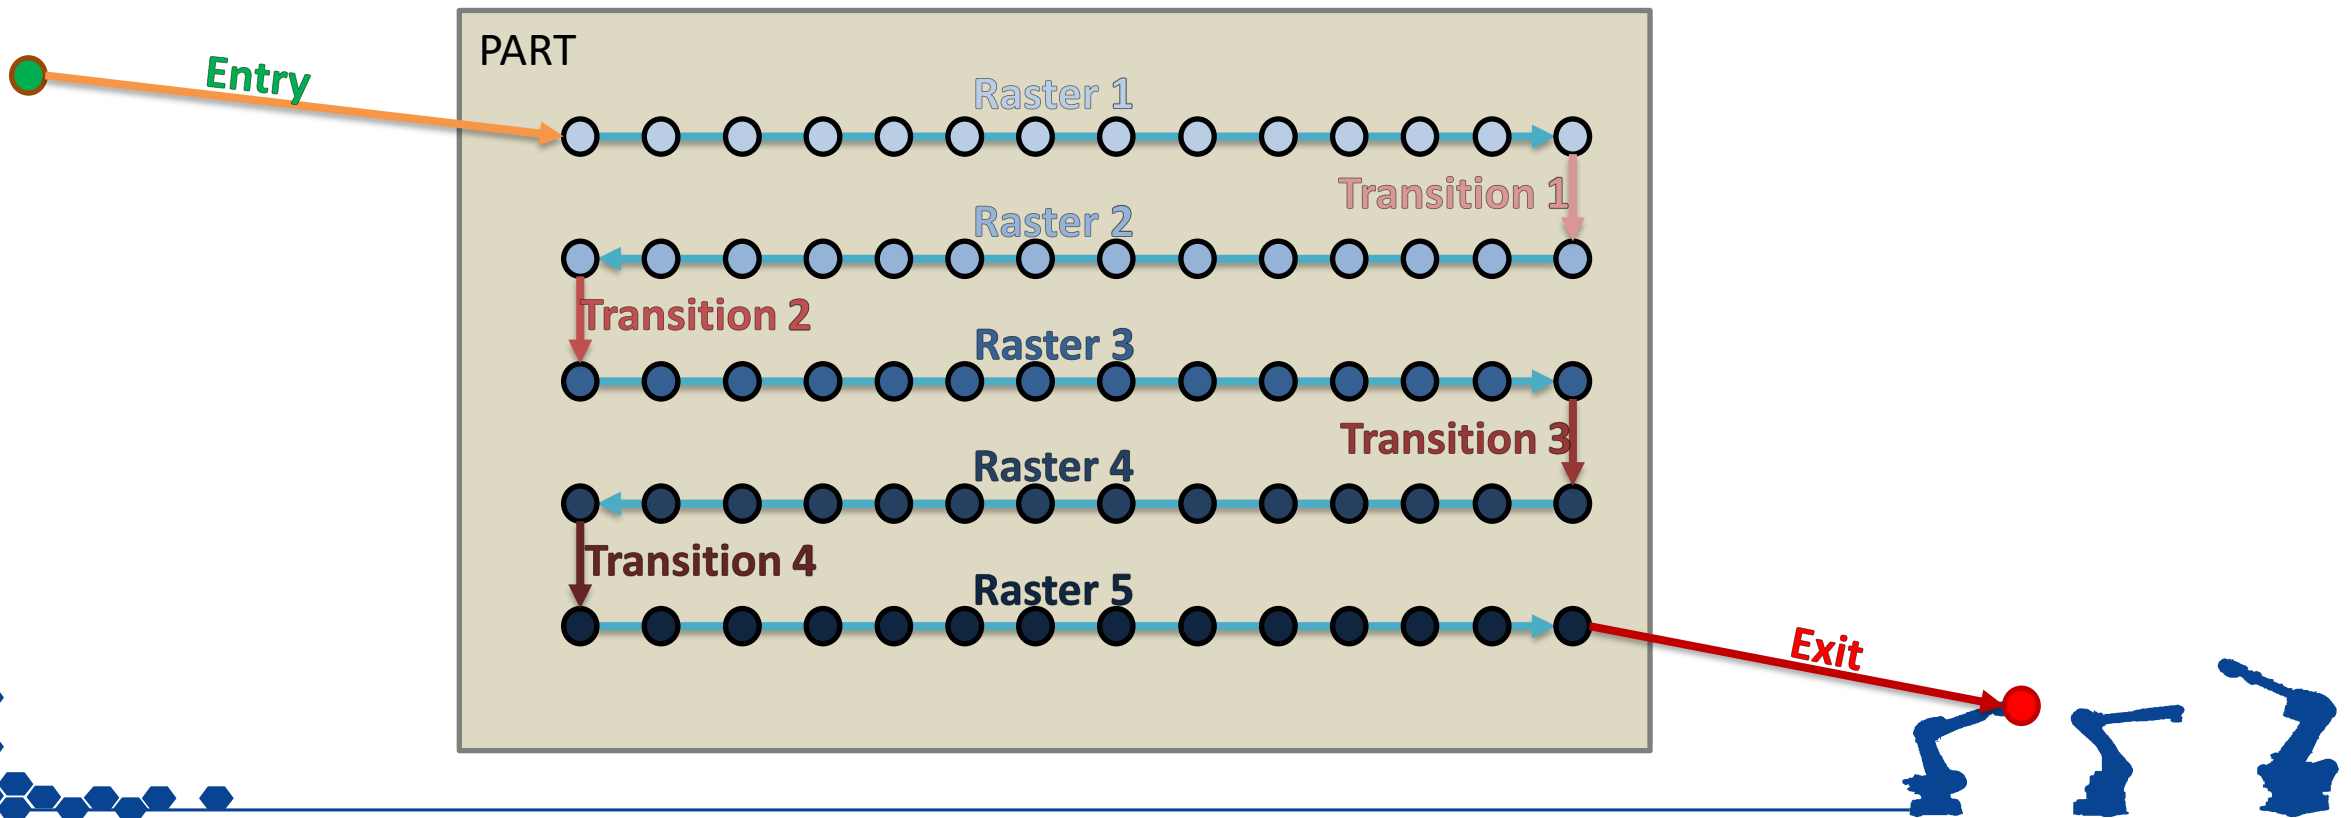 PART
Entry
Raster 1
Transition 1
Raster 2
Transition 2
Raster 3
Transition 3
Raster 4
Transition 4
Raster 5
Exit